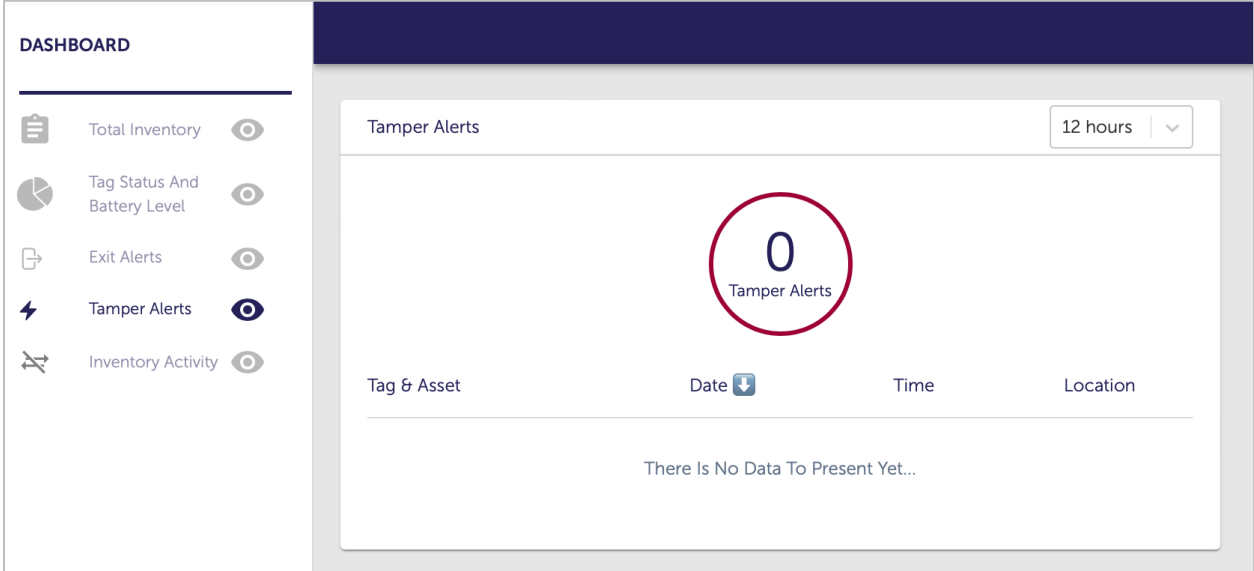 DASHBOARD
Total Inventory
Tag Status And
Battery Level
Exit Alerts
Tamper Alerts
Inventory Activity
Tamper Alerts
12 hours
0
Tamper Alerts
Tag & Asset Date Time Location
There Is No Data To Present Yet...